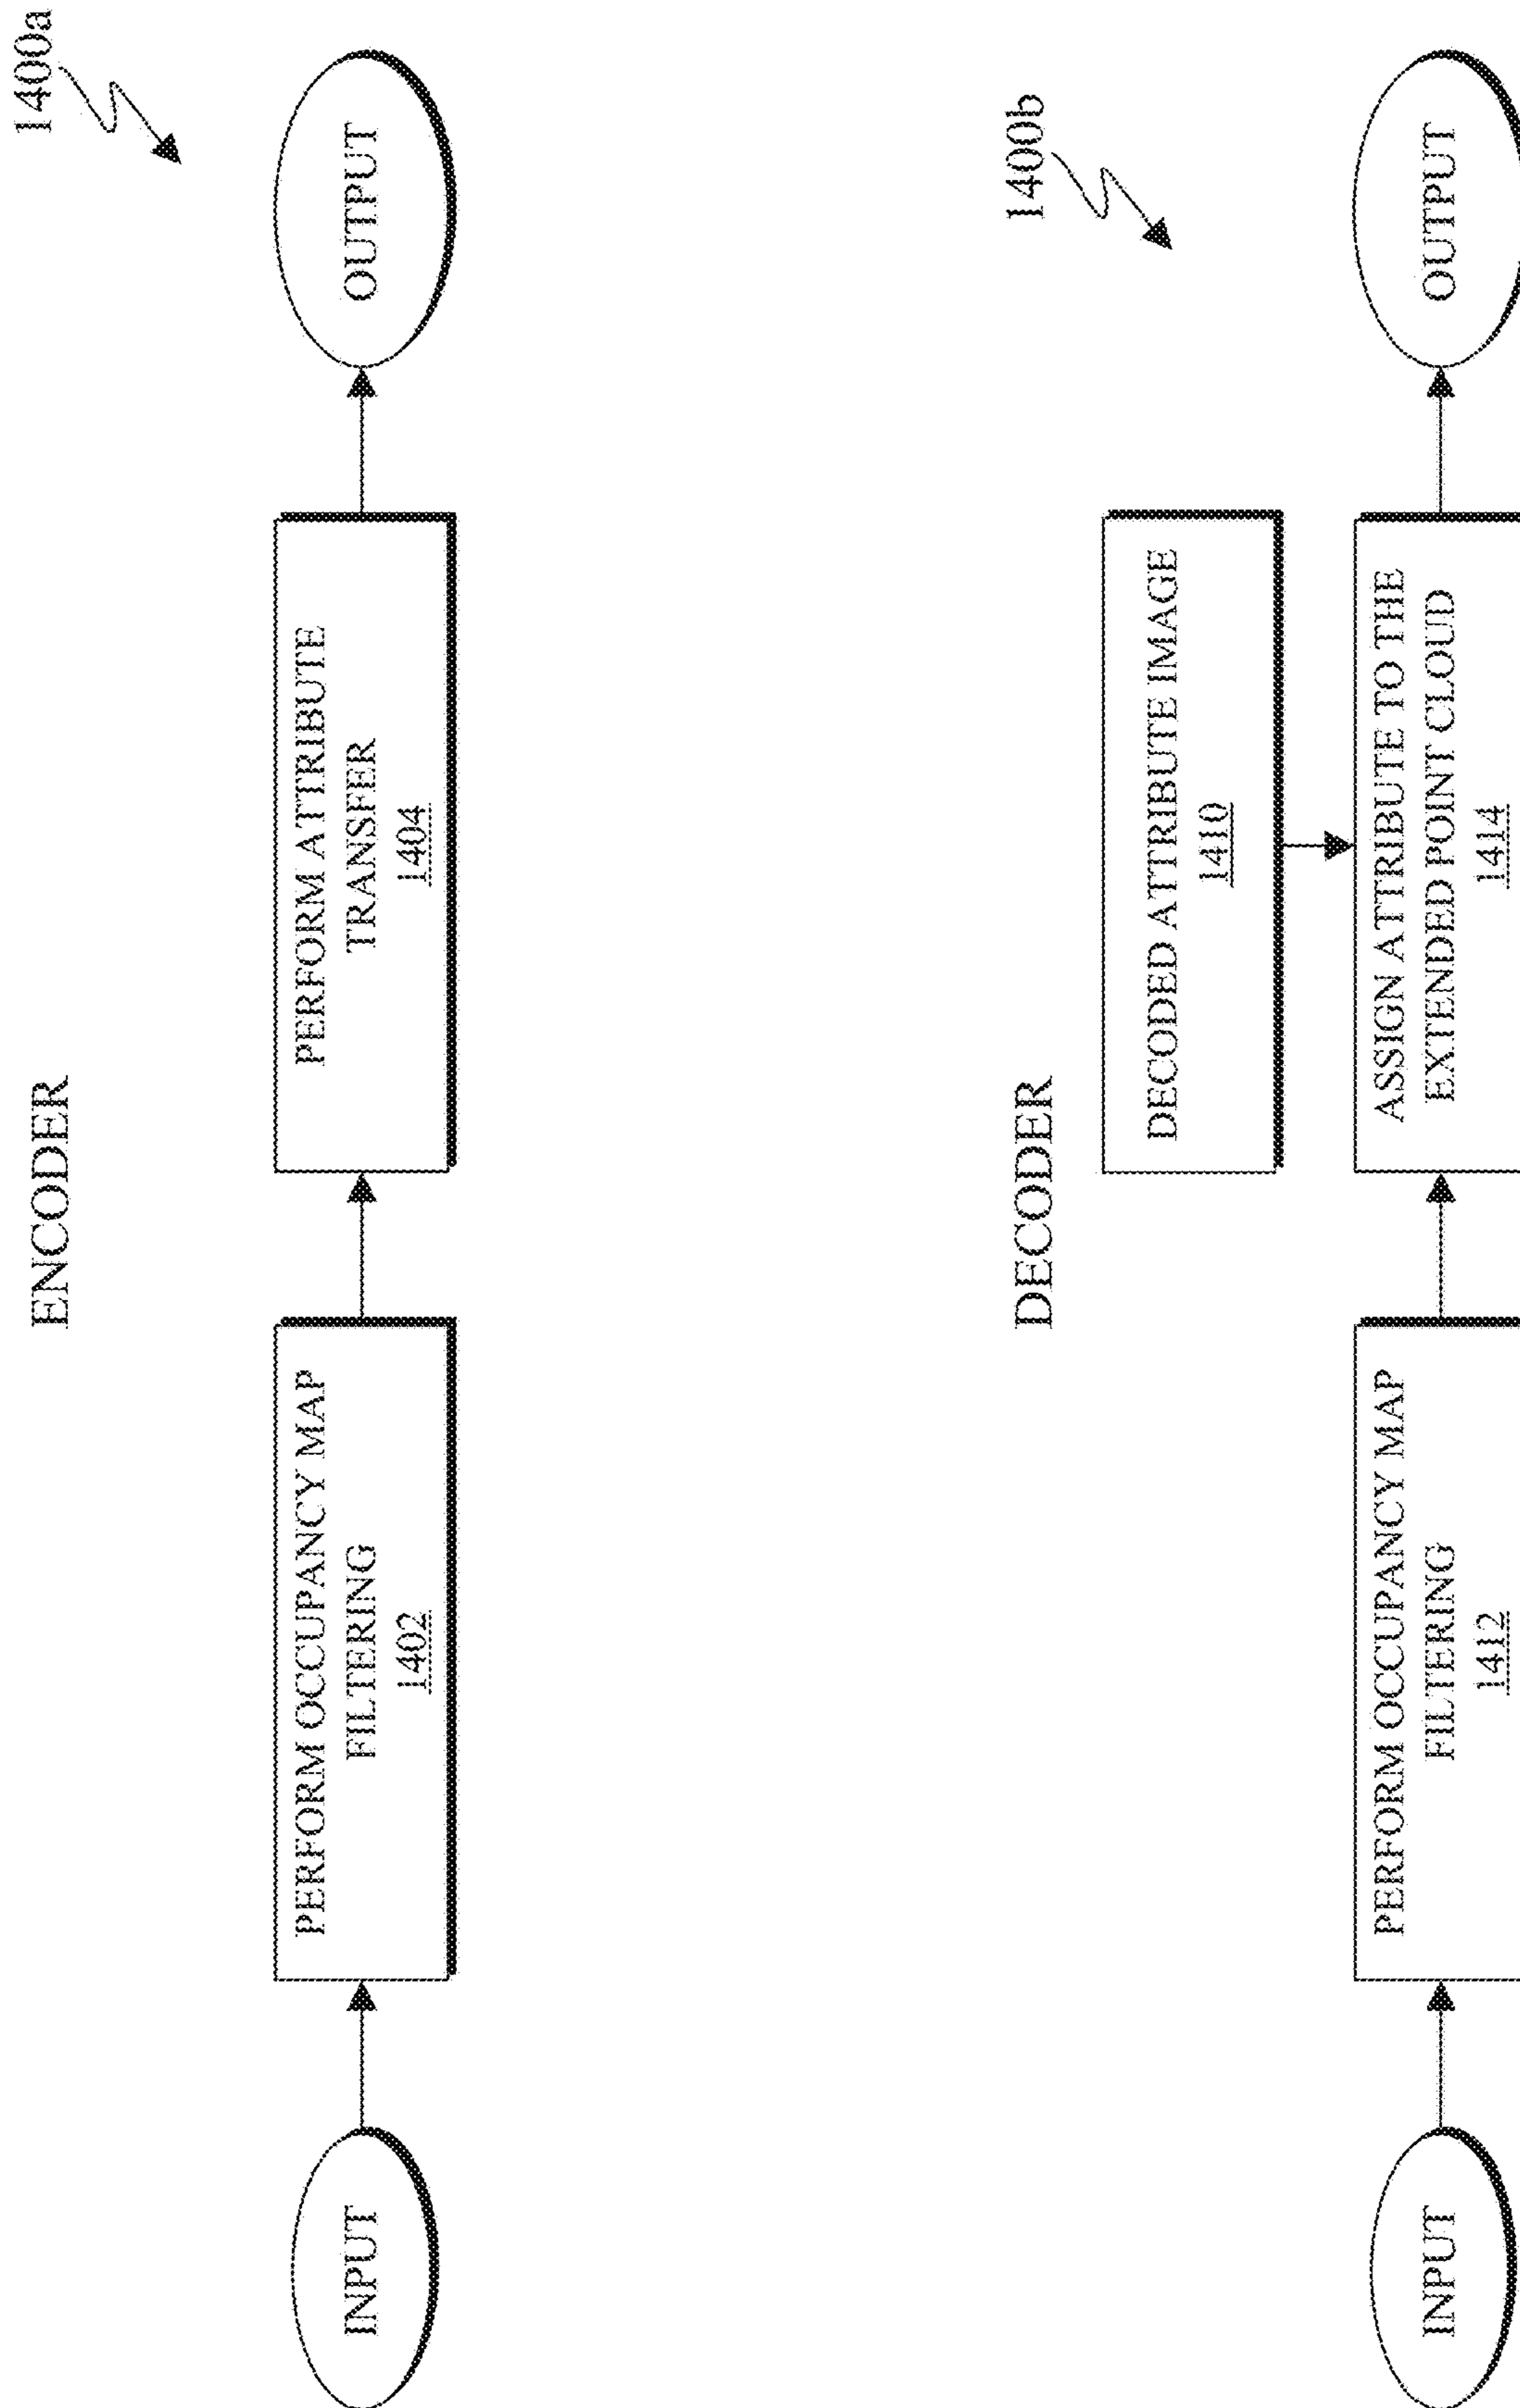 ENCODER
1400a
INPUT
PERFORM OCCUPANCY MAP
FILTERING
1402
PERFORM ATTRIBUTE
TRANSFER
1404
OUTPUT
DECODER
1400b
DECODED ATTRIBUTE IMAGE
1410
INPUT
PERFORM OCCUPANCY MAP
FILTERING
1412
ASSIGN ATTRIBUTE TO THE
EXTENDED POINT CLOUD
1414
OUTPUT